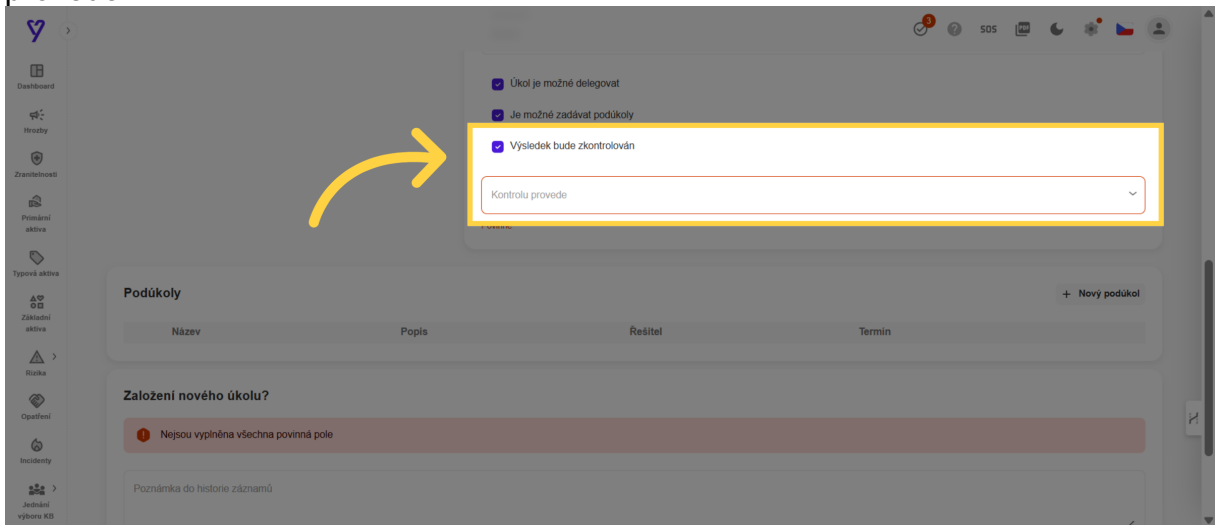 3
SOS
Dashboard
Hrozby
Zranitelnosti
Primární
aktiva
Typová aktiva
Základní
aktiva
Rizika
Opatření
Incidenty
Jednání
výboru KB
Úkol je možné delegovat
Je možné zadávat podúkoly
Výsledek bude zkontrolován
Kontrolu provede
Podúkoly
+ Nový podúkol
Název Popis Řešitel Termín
Založení nového úkolu?
Nejsou vyplněna všechna povinná pole
Poznámka do historie záznamů